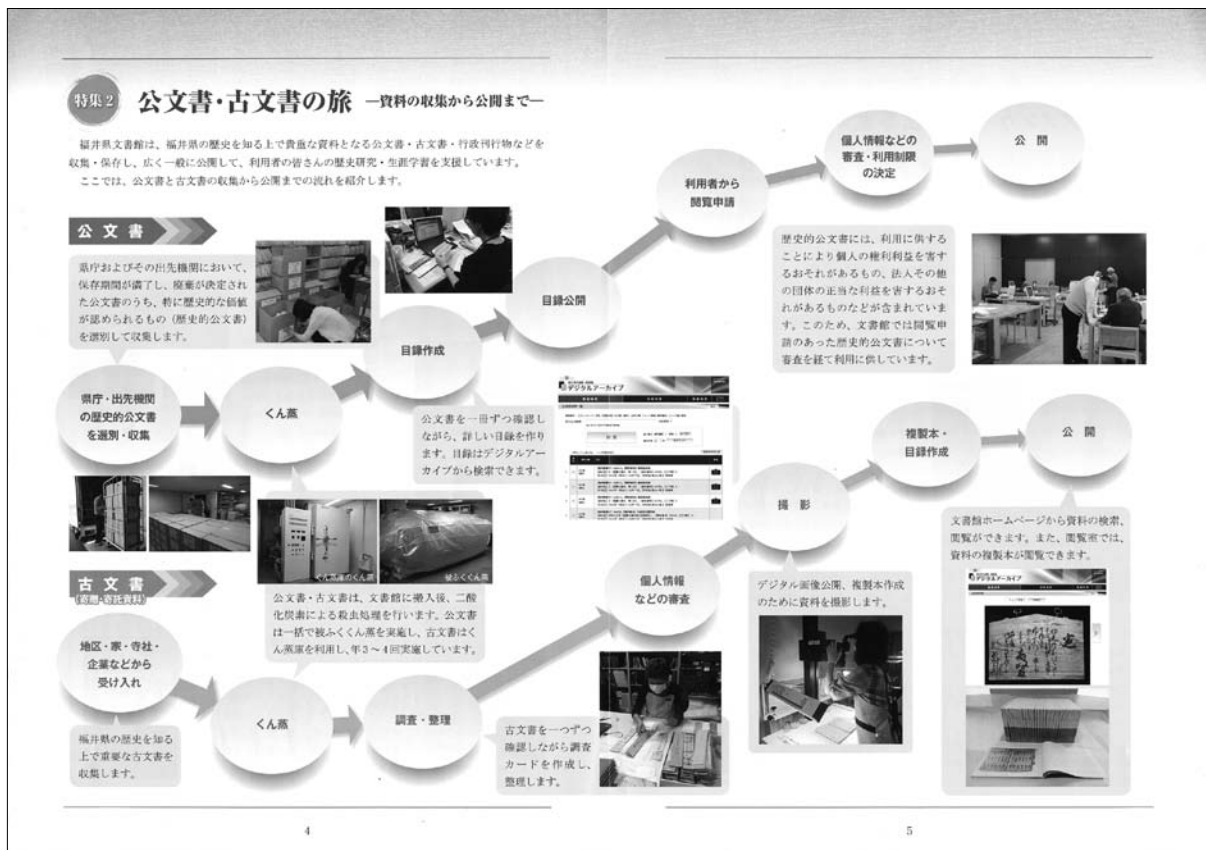 特集2
公文書・古文書の旅 ―資料の収集から公開まで―
福井県文書館は、福井県の歴史を知る上で貴重な資料となる公文書・古文書・行政刊行物などを
収集・保存し、広く一般に公開して、利用者の皆さんの歴史研究・生涯学習を支援しています。
ここでは、公文書と古文書の収集から公開までの流れを紹介します。
公文書
県庁およびその出先機関において、
保存期間が満了し、廃棄が決定され
た公文書のうち、特に歴史的な価値
が認められるもの（歴史的公文書）
を選別して収集します。
県庁・出先機関
の歴史的公文書
を選別・収集
くん蒸
目録作成
公文書を一冊ずつ確認し
ながら、詳しい目録を作り
ます。目録はデジタルアー
カイブから検索できます。
目録公開
利用者から
閲覧申請
個人情報などの
審査・利用制限
の決定
歴史的公文書には、利用に供する
ことにより個人の権利利益を害す
るおそれがあるもの、法人その他
の団体の正当な利益を害するおそ
れがあるものなどが含まれていま
す。このため、文書館では閲覧申
請のあった歴史的公文書について
審査を経て利用に供しています。
公開
デジタルアーカイブ
くん蒸庫のくん蒸
被ふくくん蒸
公文書・古文書は、文書館に搬入後、二酸
化炭素による殺虫処理を行います。公文書
は一括で被ふくくん蒸を実施し、古文書はく
ん蒸庫を利用し、年3～4回実施しています。
古文書
(寄贈・寄託資料)
地区・家・寺社・
企業などから
受け入れ
福井県の歴史を知る
上で重要な古文書を
収集します。
くん蒸
調査・整理
古文書を一つずつ
確認しながら調査
カードを作成し、
整理します。
個人情報
などの審査
撮影
デジタル画像公開、複製本作成
のために資料を撮影します。
複製本・
目録作成
公開
文書館ホームページから資料の検索、
閲覧ができます。また、閲覧室では、
資料の複製本が閲覧できます。
デジタルアーカイブ
4
5